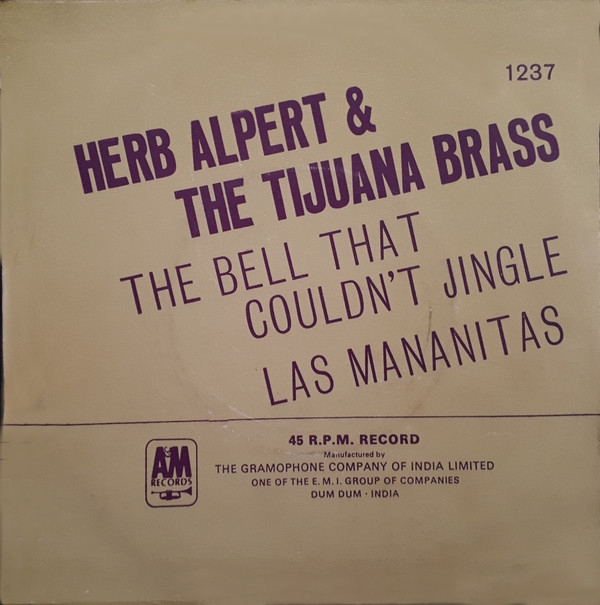 1237
HERB ALPERT &
THE TIJUANA BRASS
THE BELL THAT
COULDN'T JINGLE
LAS MANANITAS
45 R.P.M. RECORD
Manufactured by
THE GRAMOPHONE COMPANY OF INDIA LIMITED
ONE OF THE E.M.I. GROUP OF COMPANIES
DUM DUM · INDIA
A&M
RECORDS